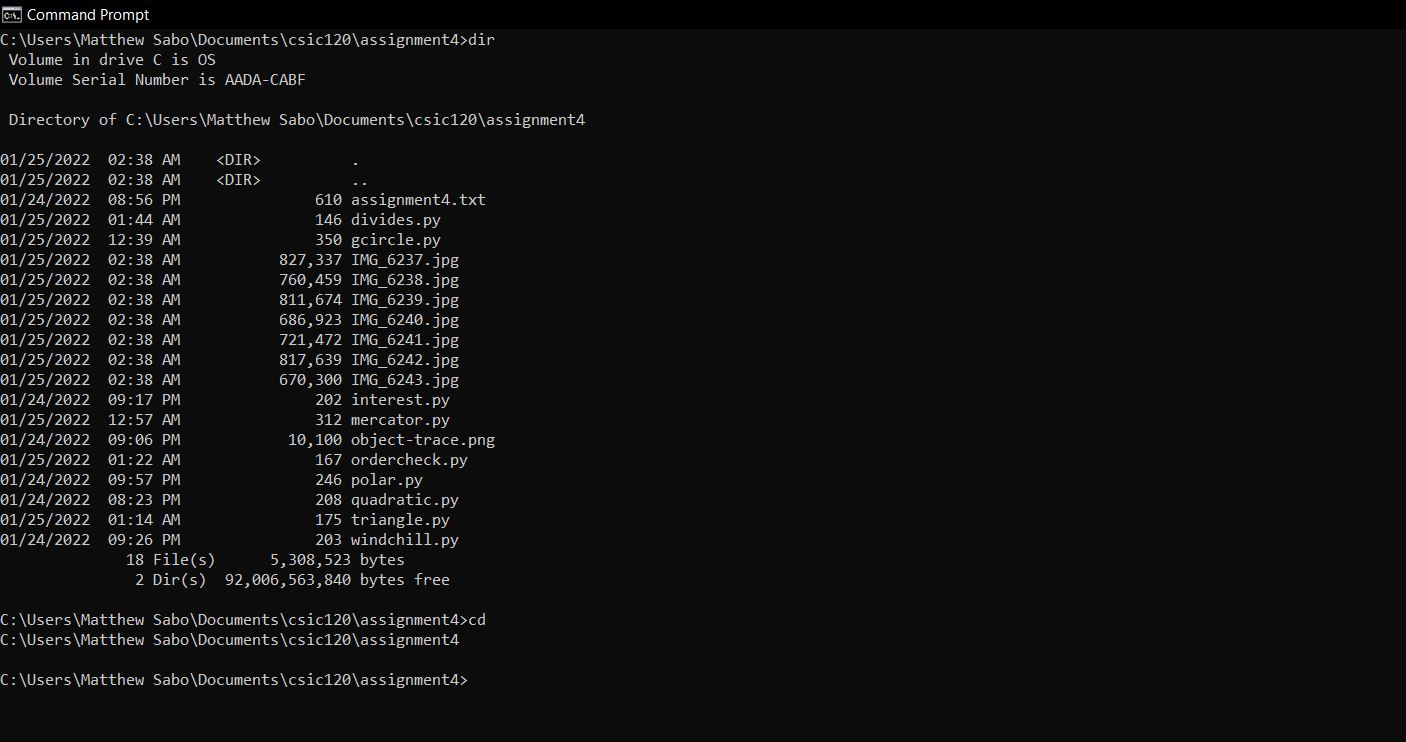 Command Prompt
C:\Users\Matthew Sabo\Documents\csic120\assignment4>dir
 Volume in drive C is OS
 Volume Serial Number is AADA-CABF

 Directory of C:\Users\Matthew Sabo\Documents\csic120\assignment4

01/25/2022  02:38 AM    <DIR>          .
01/25/2022  02:38 AM    <DIR>          ..
01/24/2022  08:56 PM               610 assignment4.txt
01/25/2022  01:44 AM               146 divides.py
01/25/2022  12:39 AM               350 gcircle.py
01/25/2022  02:38 AM           827,337 IMG_6237.jpg
01/25/2022  02:38 AM           760,459 IMG_6238.jpg
01/25/2022  02:38 AM           811,674 IMG_6239.jpg
01/25/2022  02:38 AM           686,923 IMG_6240.jpg
01/25/2022  02:38 AM           721,472 IMG_6241.jpg
01/25/2022  02:38 AM           817,639 IMG_6242.jpg
01/25/2022  02:38 AM           670,300 IMG_6243.jpg
01/24/2022  09:17 PM               202 interest.py
01/25/2022  12:57 AM               312 mercator.py
01/24/2022  09:06 PM            10,100 object-trace.png
01/25/2022  01:22 AM               167 ordercheck.py
01/24/2022  09:57 PM               246 polar.py
01/24/2022  08:23 PM               208 quadratic.py
01/25/2022  01:14 AM               175 triangle.py
01/24/2022  09:26 PM               203 windchill.py
              18 File(s)      5,308,523 bytes
               2 Dir(s)  92,006,563,840 bytes free

C:\Users\Matthew Sabo\Documents\csic120\assignment4>cd
C:\Users\Matthew Sabo\Documents\csic120\assignment4

C:\Users\Matthew Sabo\Documents\csic120\assignment4>